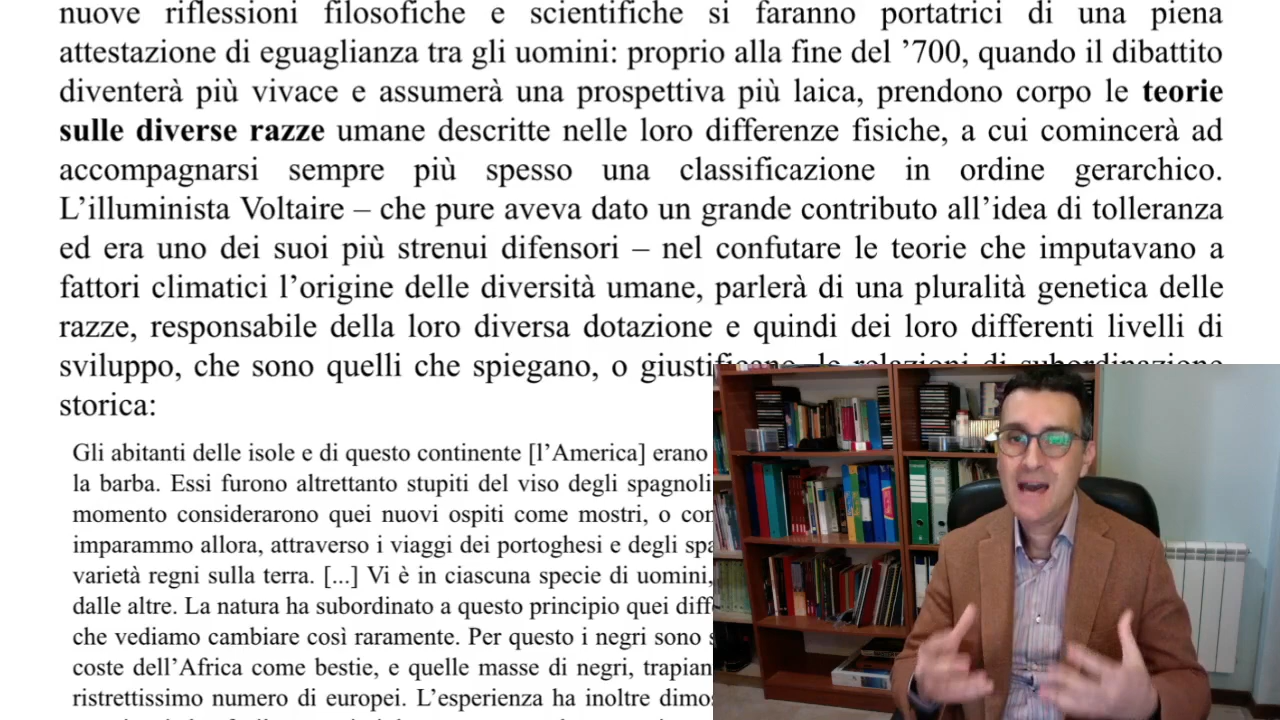 nuove riflessioni filosofiche e scientifiche si faranno portatrici di una piena
attestazione di eguaglianza tra gli uomini: proprio alla fine del ’700, quando il dibattito
diventerà più vivace e assumerà una prospettiva più laica, prendono corpo le teorie
sulle diverse razze umane descritte nelle loro differenze fisiche, a cui comincerà ad
accompagnarsi sempre più spesso una classificazione in ordine gerarchico.
L’illuminista Voltaire – che pure aveva dato un grande contributo all’idea di tolleranza
ed era uno dei suoi più strenui difensori – nel confutare le teorie che imputavano a
fattori climatici l’origine delle diversità umane, parlerà di una pluralità genetica delle
razze, responsabile della loro diversa dotazione e quindi dei loro differenti livelli di
sviluppo, che sono quelli che spiegano, o giustificano, le relazioni di subordinazione
storica:
Gli abitanti delle isole e di questo continente [l’America] erano
la barba. Essi furono altrettanto stupiti del viso degli spagnoli
momento considerarono quei nuovi ospiti come mostri, o
imparammo allora, attraverso i viaggi dei portoghesi e degli
varietà regni sulla terra. [...] Vi è in ciascuna specie di uomini,
dalle altre. La natura ha subordinato a questo principio quei
che vediamo cambiare così raramente. Per questo i negri sono
coste dell’Africa come bestie, e quelle masse di negri,
ristrettissimo numero di europei. L’esperienza ha inoltre